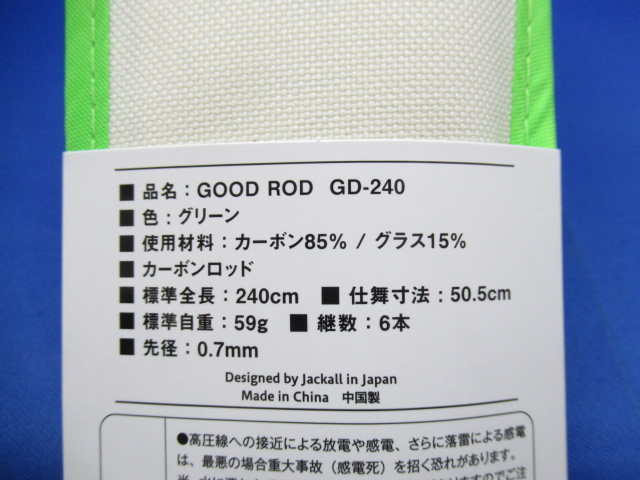 ■ 品名：GOOD ROD GD-240
■ 色：グリーン
■ 使用材料：カーボン85% / グラス15%
■ カーボンロッド
■ 標準全長：240cm ■ 仕舞寸法：50.5cm
■ 標準自重：59g ■ 継数：6本
■ 先径：0.7mm
Designed by Jackall in Japan
Made in China 中国製
●高圧線への接近による放電や感電、さらに落雷による感電
は、最悪の場合重大事故（感電死）を招く恐れがあります。